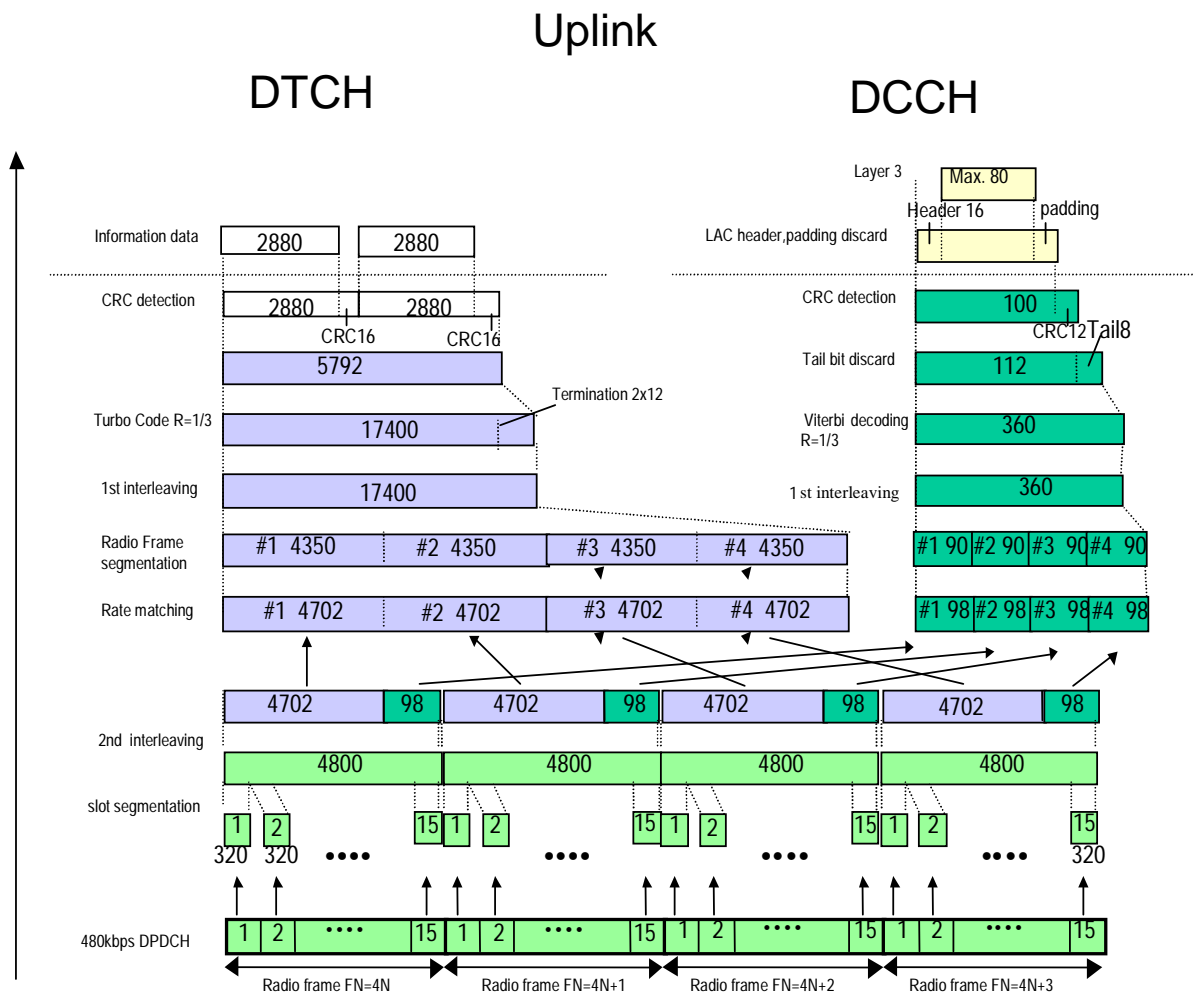 Uplink
DTCH
DCCH
Layer 3
Max. 80
Header 16
padding
Information data
2880
2880
LAC header,padding discard
CRC detection
2880
2880
CRC detection
100
CRC16
CRC16
CRC12
Tail8
5792
Tail bit discard
112
Termination 2x12
Turbo Code R=1/3
17400
Viterbi decoding
R=1/3
360
1st interleaving
17400
1st interleaving
360
Radio Frame
segmentation
#1 4350
#2 4350
#3 4350
#4 4350
#1 90
#2 90
#3 90
#4 90
Rate matching
#1 4702
#2 4702
#3 4702
#4 4702
#1 98
#2 98
#3 98
#4 98
4702
98
4702
98
4702
98
4702
98
2nd interleaving
4800
4800
4800
4800
slot segmentation
1
2
15
1
2
15
1
2
15
1
2
15
320
320
••••
••••
••••
••••
320
480kbps DPDCH
1
2
••••
15
1
2
••••
15
1
2
••••
15
1
2
••••
15
Radio frame FN=4N
Radio frame FN=4N+1
Radio frame FN=4N+2
Radio frame FN=4N+3